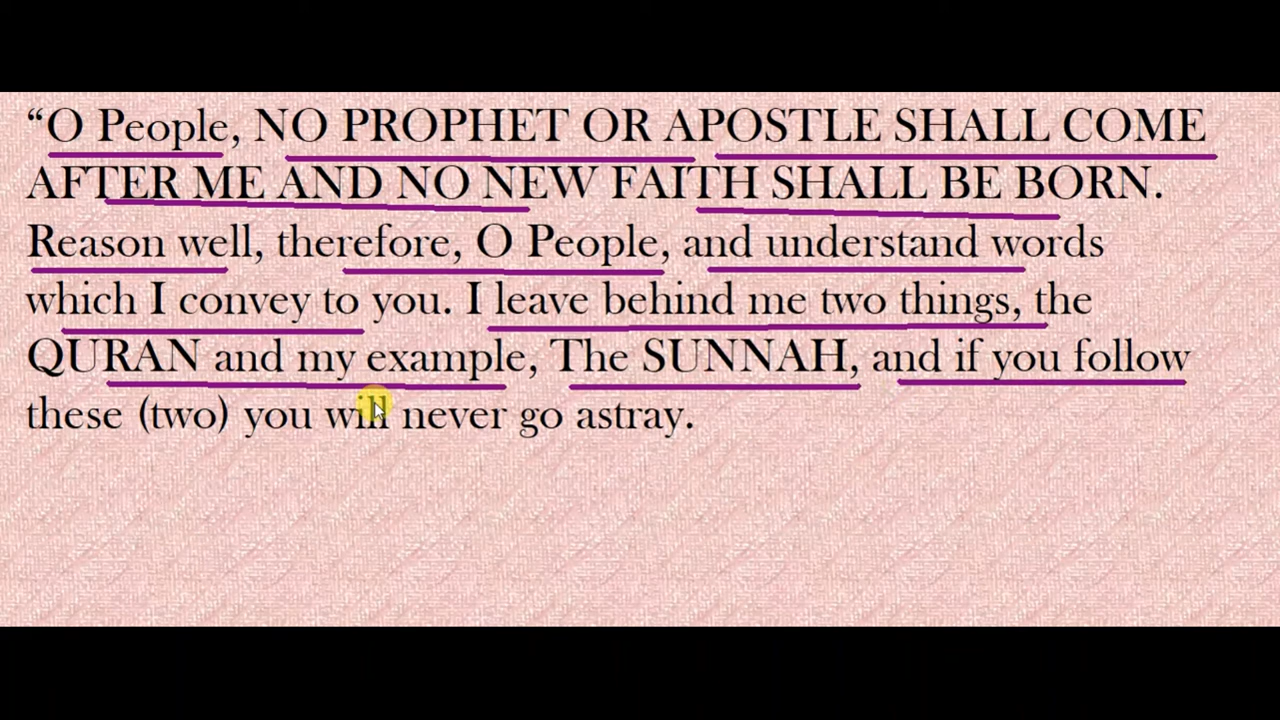 “O People, NO PROPHET OR APOSTLE SHALL COME
AFTER ME AND NO NEW FAITH SHALL BE BORN.
Reason well, therefore, O People, and understand words
which I convey to you. I leave behind me two things, the
QURAN and my example, The SUNNAH, and if you follow
these (two) you will never go astray.